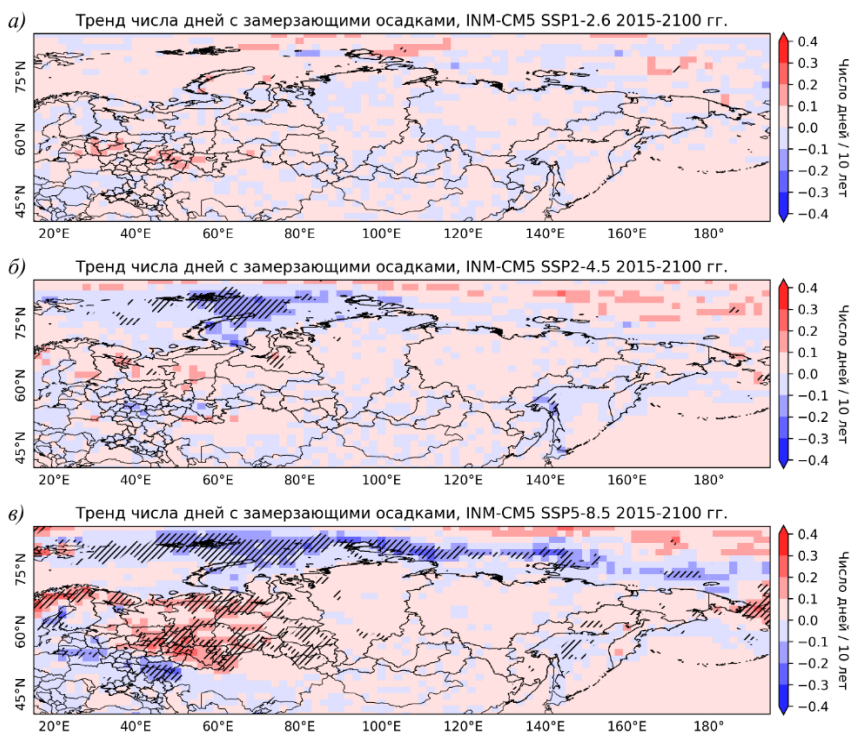 а) Тренд числа дней с замерзающими осадками, INM-CM5 SSP1-2.6 2015-2100 гг.
75°N
60°N
45°N
20°E 40°E 60°E 80°E 100°E 120°E 140°E 160°E 180°
0.4
0.3
0.2
0.1
0.0
−0.1
−0.2
−0.3
−0.4
Число дней / 10 лет
б) Тренд числа дней с замерзающими осадками, INM-CM5 SSP2-4.5 2015-2100 гг.
75°N
60°N
45°N
20°E 40°E 60°E 80°E 100°E 120°E 140°E 160°E 180°
0.4
0.3
0.2
0.1
0.0
−0.1
−0.2
−0.3
−0.4
Число дней / 10 лет
в) Тренд числа дней с замерзающими осадками, INM-CM5 SSP5-8.5 2015-2100 гг.
75°N
60°N
45°N
20°E 40°E 60°E 80°E 100°E 120°E 140°E 160°E 180°
0.4
0.3
0.2
0.1
0.0
−0.1
−0.2
−0.3
−0.4
Число дней / 10 лет